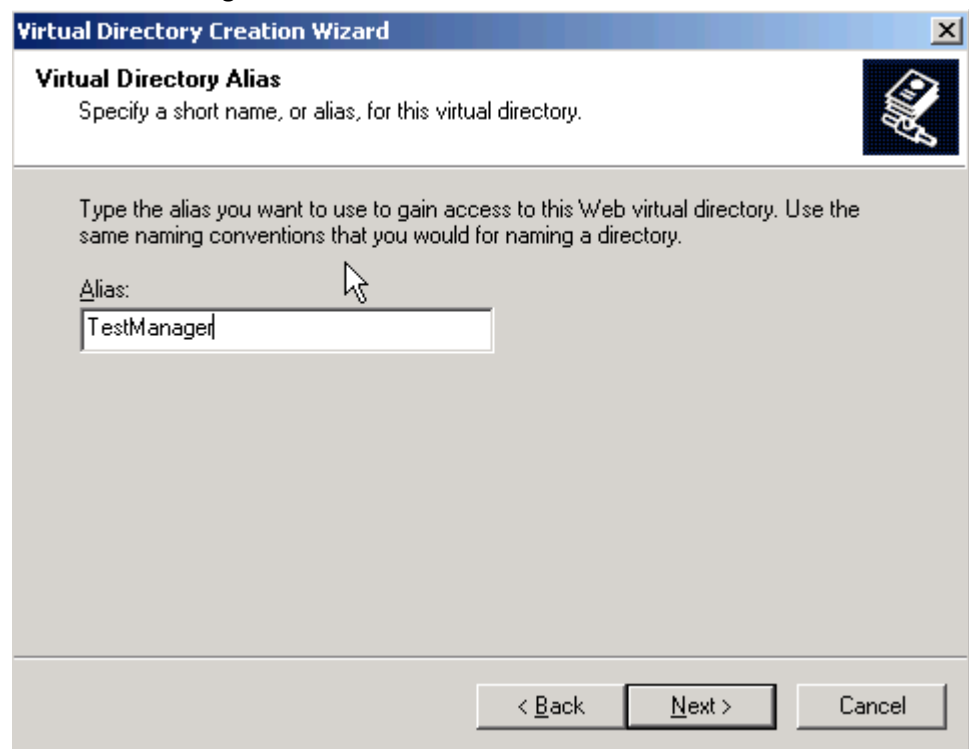 Virtual Directory Creation Wizard
Virtual Directory Alias
Specify a short name, or alias, for this virtual directory.
Type the alias you want to use to gain access to this Web virtual directory. Use the
same naming conventions that you would for naming a directory.
Alias:
TestManager
< Back Next > Cancel